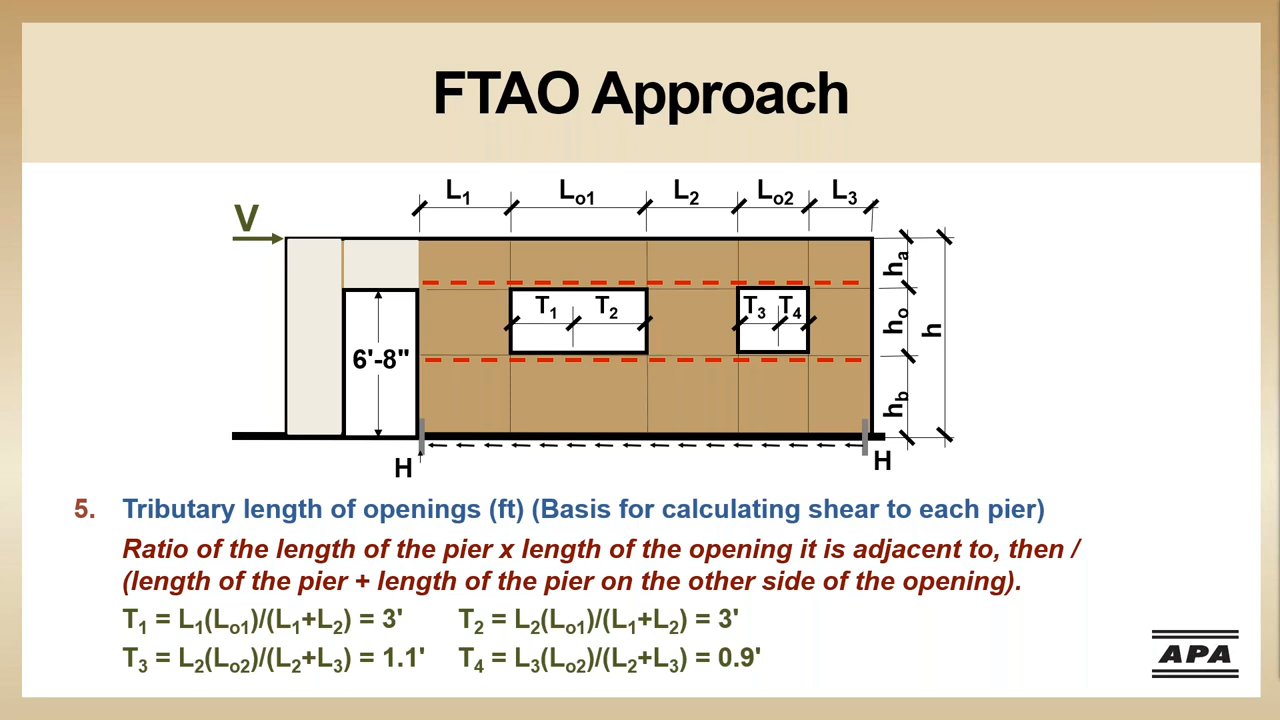 FTAO Approach
L₁ Lₒ₁ L₂ Lₒ₂ L₃
V
hₐ
T₁ T₂ T₃ T₄
hₒ
h
6'-8"
h_b
H H
5. Tributary length of openings (ft) (Basis for calculating shear to each pier)
Ratio of the length of the pier x length of the opening it is adjacent to, then /
(length of the pier + length of the pier on the other side of the opening).
T₁ = L₁(Lₒ₁)/(L₁+L₂) = 3' T₂ = L₂(Lₒ₁)/(L₁+L₂) = 3'
T₃ = L₂(Lₒ₂)/(L₂+L₃) = 1.1' T₄ = L₃(Lₒ₂)/(L₂+L₃) = 0.9'
APA